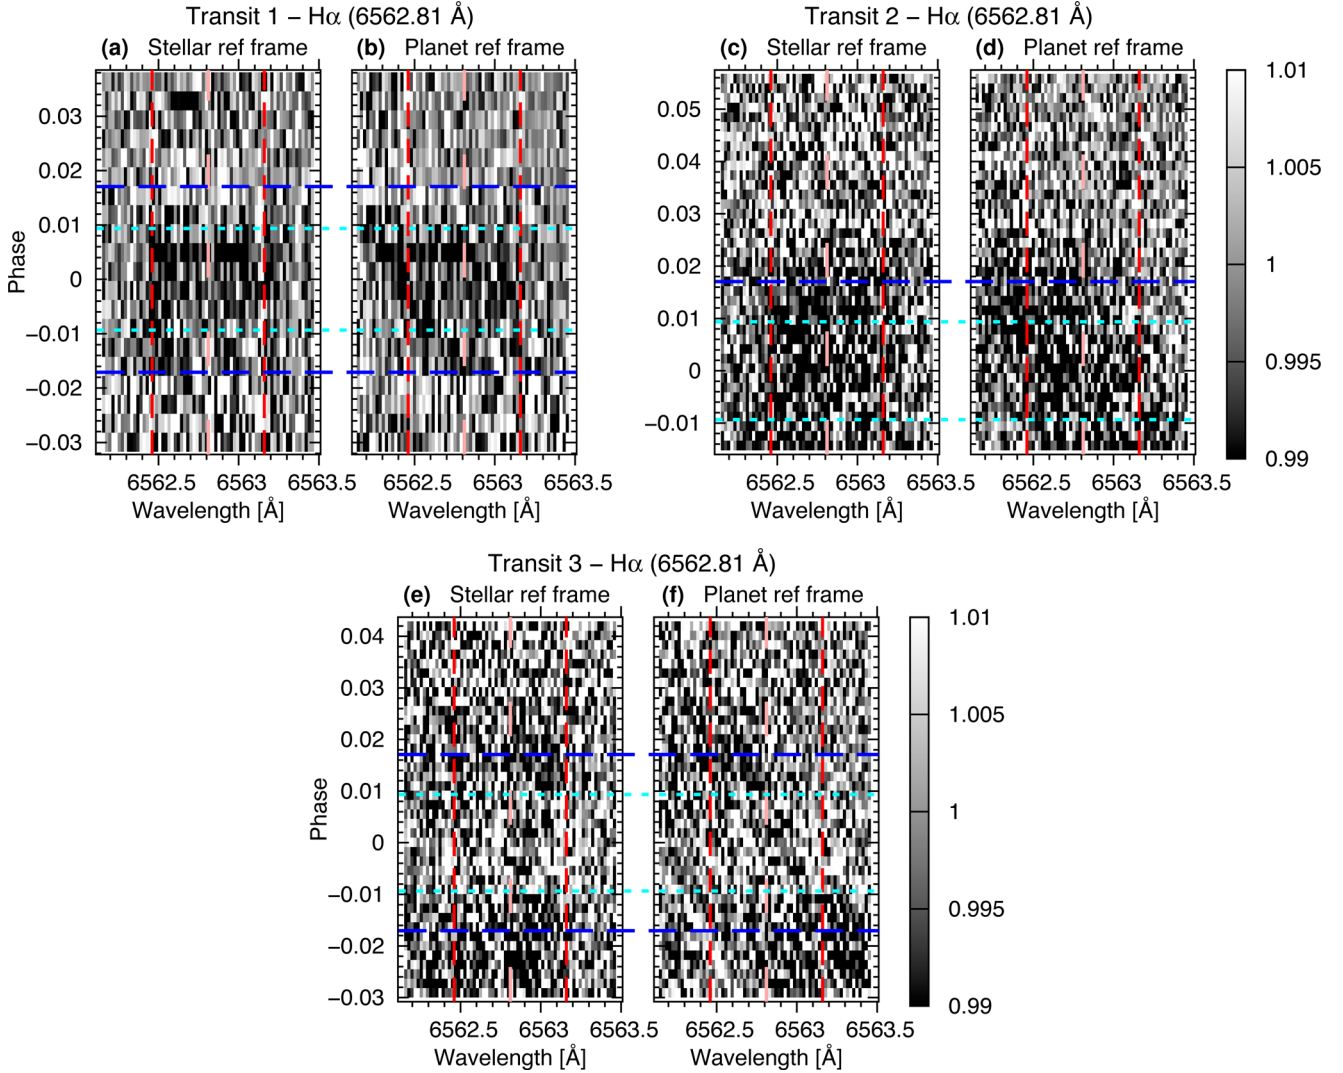 Transit 1 – Hα (6562.81 Å)
Transit 2 – Hα (6562.81 Å)
(a) Stellar ref frame
(b) Planet ref frame
(c) Stellar ref frame
(d) Planet ref frame
Phase
0.03
0.02
0.01
0
−0.01
−0.02
−0.03
0.05
0.04
0.03
0.02
0.01
0
−0.01
1.01
1.005
1
0.995
0.99
6562.5 6563 6563.5
6562.5 6563 6563.5
6562.5 6563 6563.5
6562.5 6563 6563.5
Wavelength [Å]
Wavelength [Å]
Wavelength [Å]
Wavelength [Å]
Transit 3 – Hα (6562.81 Å)
(e) Stellar ref frame
(f) Planet ref frame
Phase
0.04
0.03
0.02
0.01
0
−0.01
−0.02
−0.03
1.01
1.005
1
0.995
0.99
6562.5 6563 6563.5
6562.5 6563 6563.5
Wavelength [Å]
Wavelength [Å]